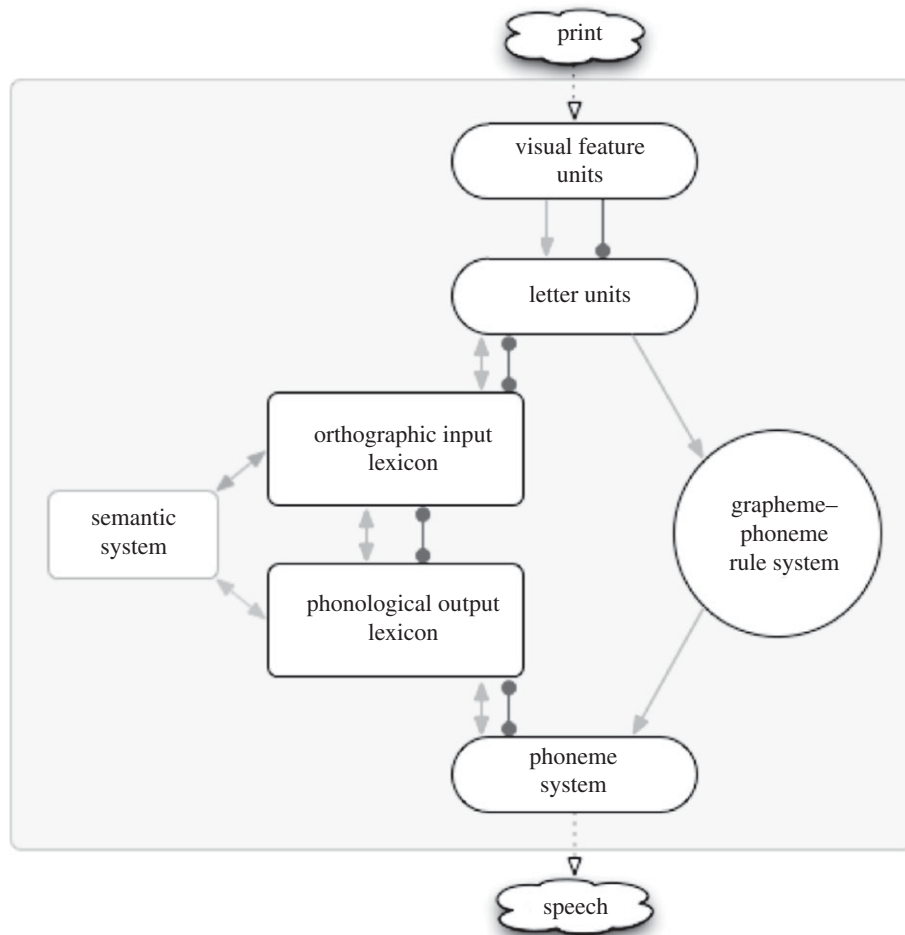 print
visual feature
units
letter units
orthographic input
lexicon
semantic
system
grapheme–
phoneme
rule system
phonological output
lexicon
phoneme
system
speech